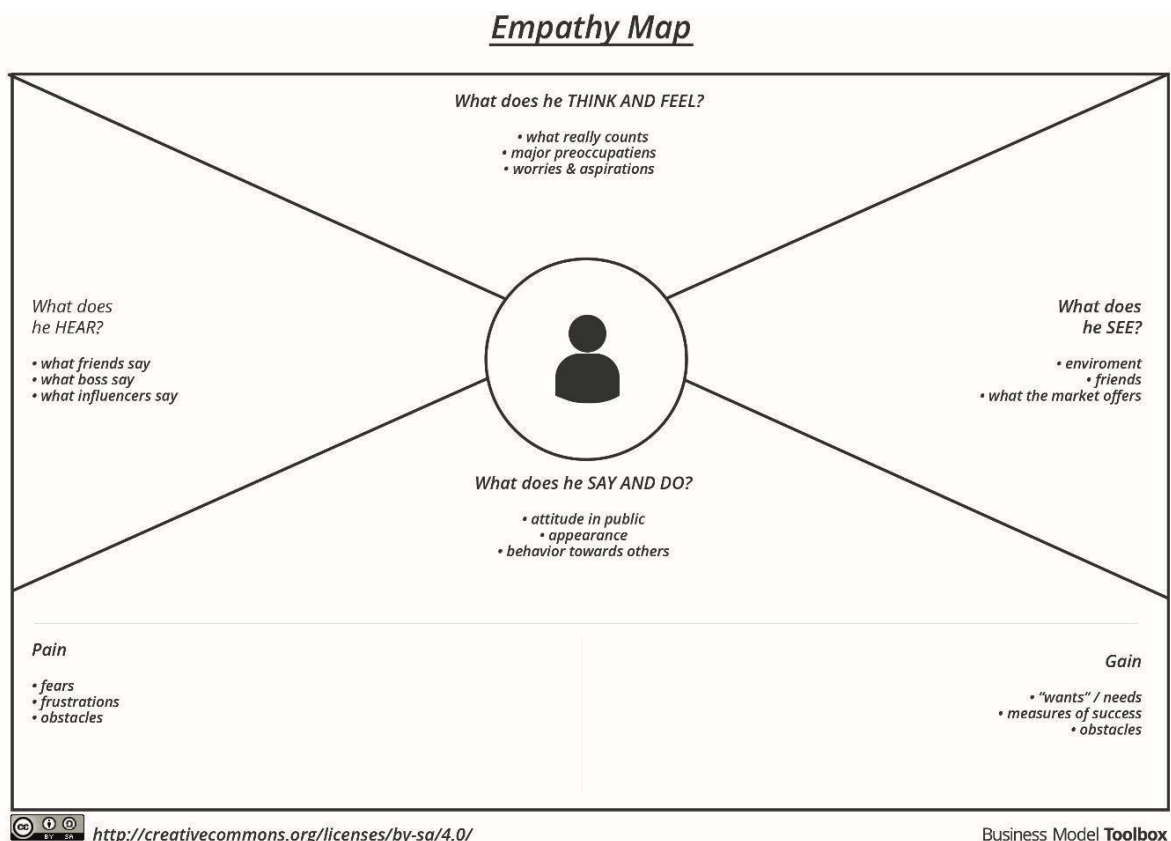 Empathy Map
What does he THINK AND FEEL?
• what really counts
• major preoccupatiens
• worries & aspirations
What does
he HEAR?
• what friends say
• what boss say
• what influencers say
What does
he SEE?
• enviroment
• friends
• what the market offers
What does he SAY AND DO?
• attitude in public
• appearance
• behavior towards others
Pain
• fears
• frustrations
• obstacles
Gain
• “wants“ / needs
• measures of success
• obstacles
cc BY SA
http://creativecommons.org/licenses/by-sa/4.0/
Business Model Toolbox